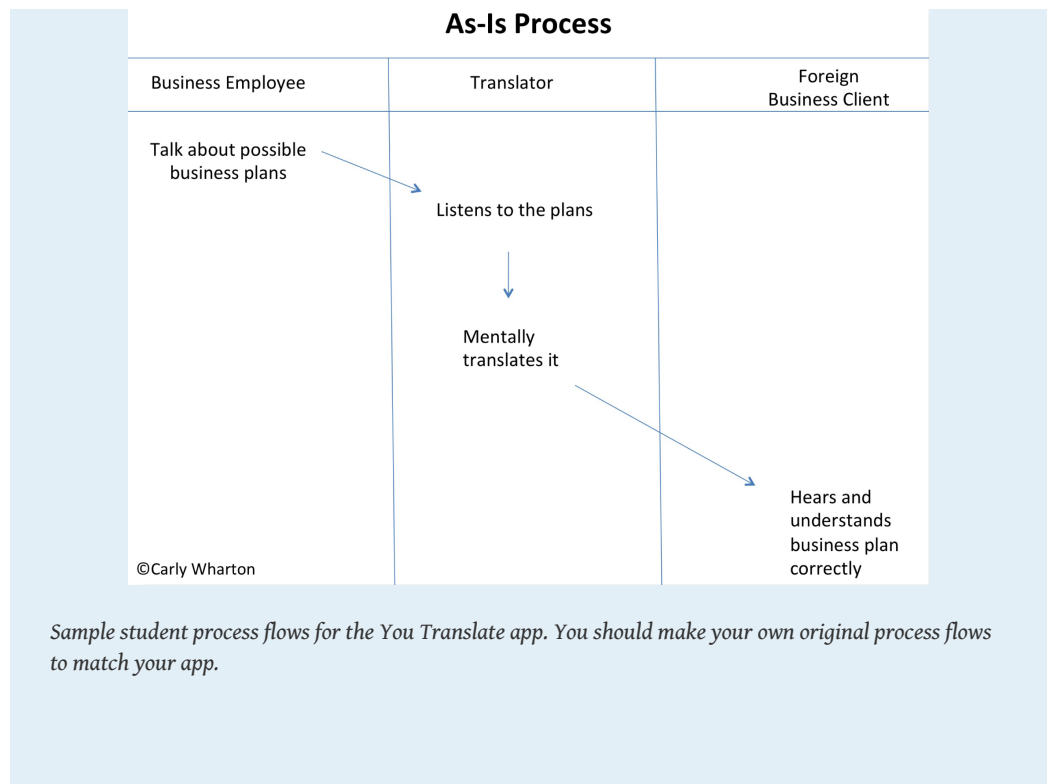 As-Is Process
Business Employee
Translator
Foreign
Business Client
Talk about possible
business plans
Listens to the plans
Mentally
translates it
Hears and
understands
business plan
correctly
©Carly Wharton
Sample student process flows for the You Translate app. You should make your own original process flows
to match your app.